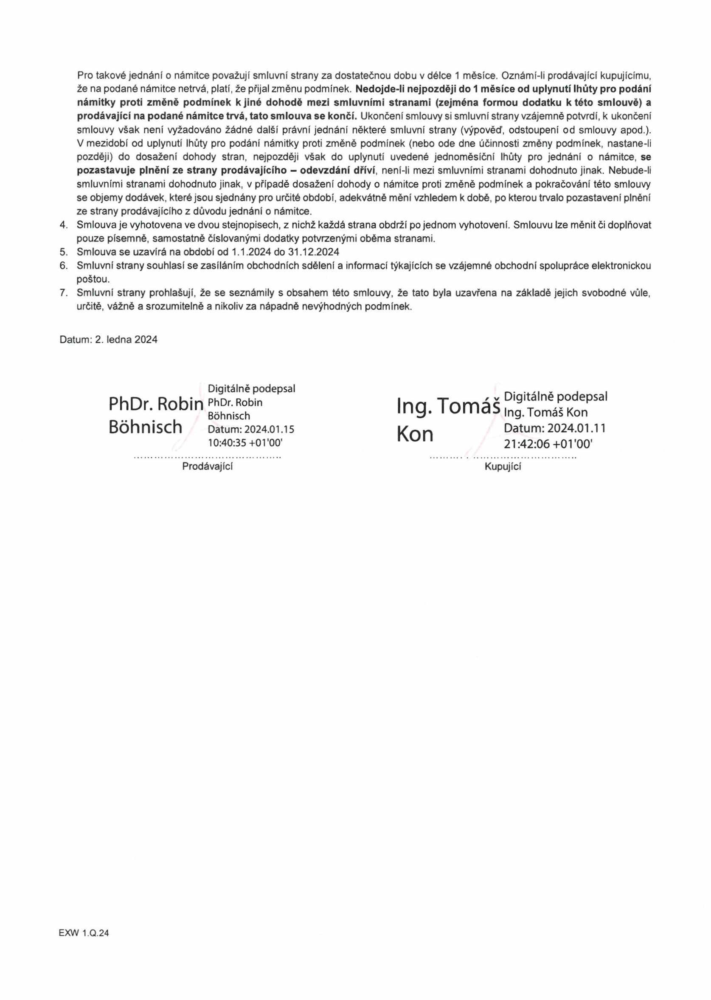 Pro takové jednání o námitce považují smluvní strany za dostatečnou dobu v délce 1 měsíce. Oznámí-li prodávající kupujícímu,
že na podané námitce netrvá, platí, že přijal změnu podmínek. Nedojde-li nejpozději do 1 měsíce od uplynutí lhůty pro podání
námitky proti změně podmínek k jiné dohodě mezi smluvními stranami (zejména formou dodatku k této smlouvě) a
prodávající na podané námitce trvá, tato smlouva se končí. Ukončení smlouvy si smluvní strany vzájemně potvrdí, k ukončení
smlouvy však není vyžadováno žádné další právní jednání některé smluvní strany (výpověď, odstoupení od smlouvy apod.).
V mezidobí od uplynutí lhůty pro podání námitky proti změně podmínek (nebo ode dne účinnosti změny podmínek, nastane-li
později) do dosažení dohody stran, nejpozději však do uplynutí uvedené jednoměsíční lhůty pro jednání o námitce, se
pozastavuje plnění ze strany prodávajícího – odevzdání dříví, není-li mezi smluvními stranami dohodnuto jinak. Nebude-li
smluvními stranami dohodnuto jinak, v případě dosažení dohody o námitce proti změně podmínek a pokračování této smlouvy
se objemy dodávek, které jsou sjednány pro určité období, adekvátně mění vzhledem k době, po kterou trvalo pozastavení plnění
ze strany prodávajícího z důvodu jednání o námitce.
4. Smlouva je vyhotovena ve dvou stejnopisech, z nichž každá strana obdrží po jednom vyhotovení. Smlouvu lze měnit či doplňovat
pouze písemně, samostatně číslovanými dodatky potvrzenými oběma stranami.
5. Smlouva se uzavírá na období od 1.1.2024 do 31.12.2024
6. Smluvní strany souhlasí se zasíláním obchodních sdělení a informací týkajících se vzájemné obchodní spolupráce elektronickou
poštou.
7. Smluvní strany prohlašují, že se seznámily s obsahem této smlouvy, že tato byla uzavřena na základě jejich svobodné vůle,
určitě, vážně a srozumitelně a nikoliv za nápadně nevýhodných podmínek.
Datum: 2. ledna 2024
PhDr. Robin
Böhnisch
Digitálně podepsal
PhDr. Robin
Böhnisch
Datum: 2024.01.15
10:40:35 +01'00'
Prodávající
Ing. Tomáš
Kon
Digitálně podepsal
Ing. Tomáš Kon
Datum: 2024.01.11
21:42:06 +01'00'
Kupující
EXW 1.Q.24